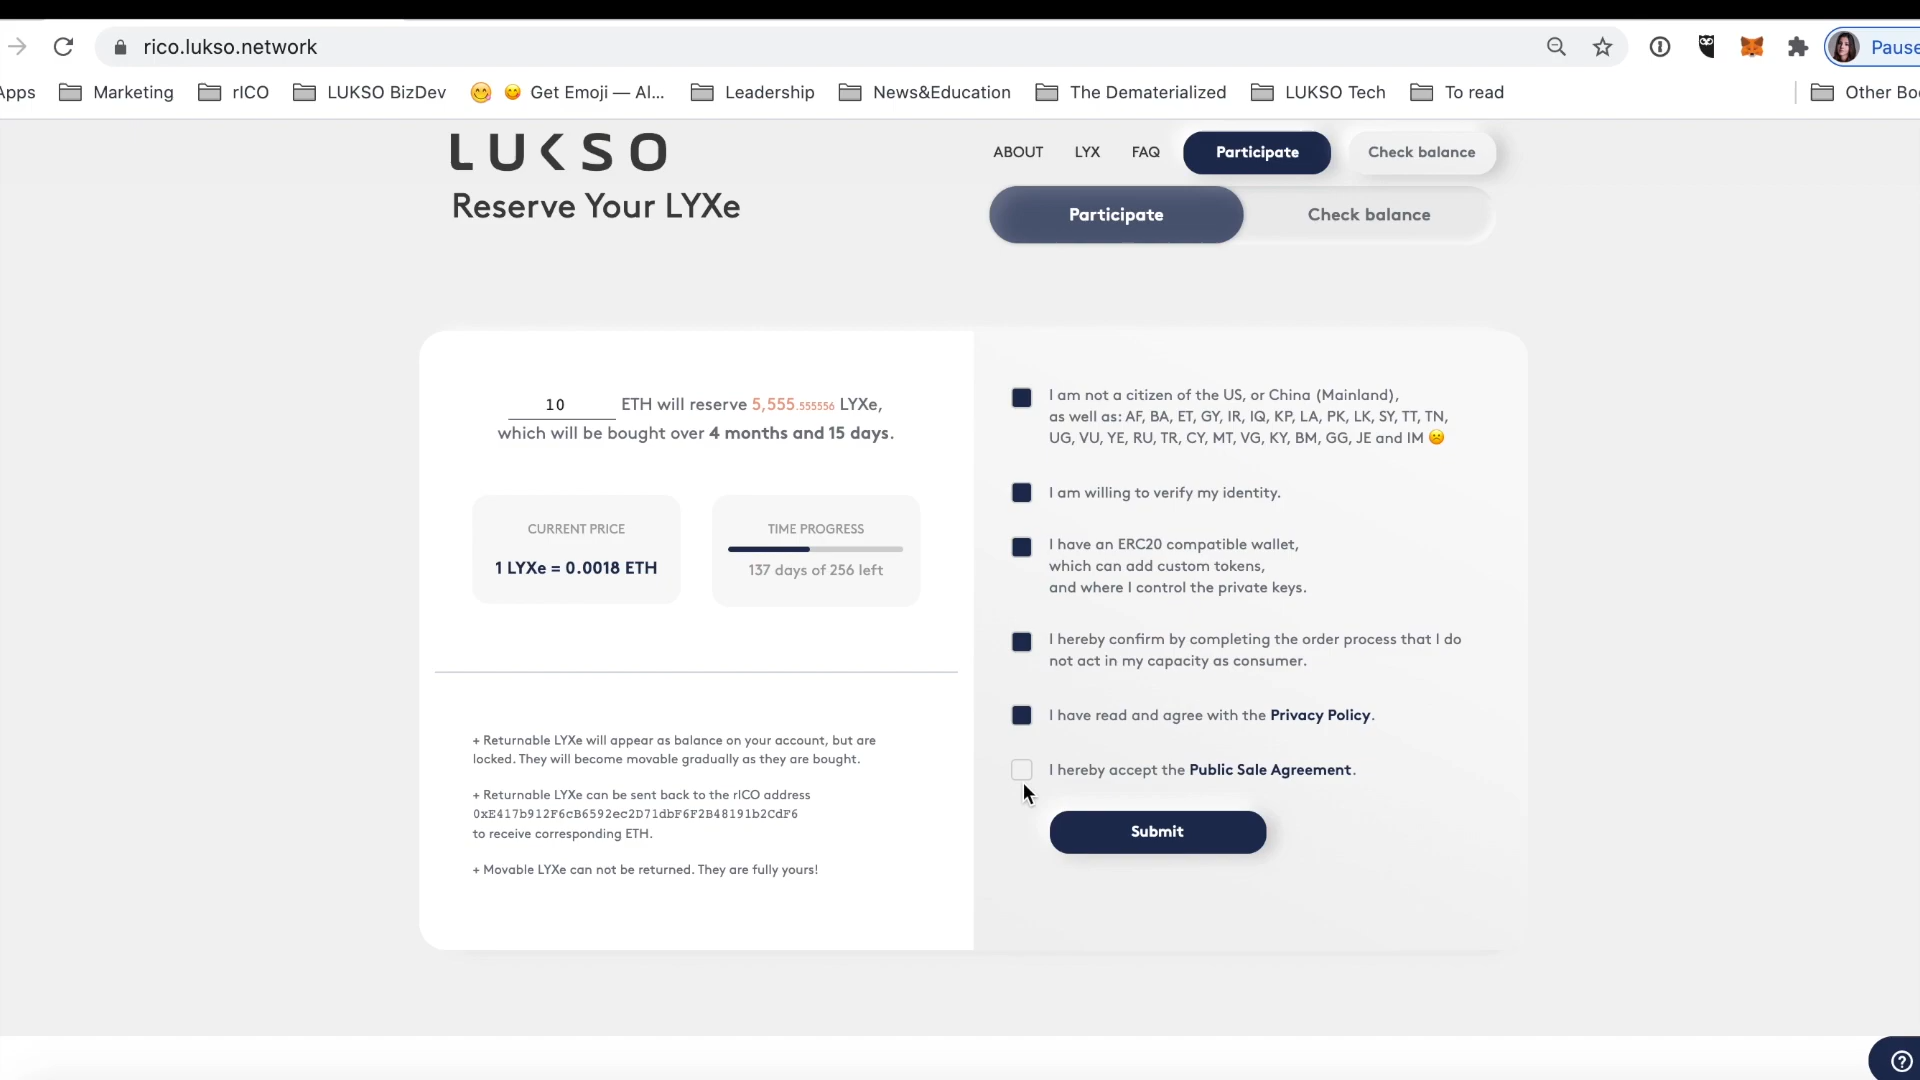 rico.lukso.network
Pause
Apps
Marketing
rICO
LUKSO BizDev
Get Emoji — Al...
Leadership
News&Education
The Dematerialized
LUKSO Tech
To read
Other Bo
LUKSO
ABOUT
LYX
FAQ
Participate
Check balance
Reserve Your LYXe
Participate
Check balance
10 ETH will reserve 5,555.555556 LYXe,
which will be bought over 4 months and 15 days.
CURRENT PRICE
1 LYXe = 0.0018 ETH
TIME PROGRESS
137 days of 256 left
+ Returnable LYXe will appear as balance on your account, but are
locked. They will become movable gradually as they are bought.
+ Returnable LYXe can be sent back to the rICO address
0xE417b912F6cB6592ec2D71dbF6F2B48191b2CdF6
to receive corresponding ETH.
+ Movable LYXe can not be returned. They are fully yours!
I am not a citizen of the US, or China (Mainland),
as well as: AF, BA, ET, GY, IR, IQ, KP, LA, PK, LK, SY, TT, TN,
UG, VU, YE, RU, TR, CY, MT, VG, KY, BM, GG, JE and IM ☹️
I am willing to verify my identity.
I have an ERC20 compatible wallet,
which can add custom tokens,
and where I control the private keys.
I hereby confirm by completing the order process that I do
not act in my capacity as consumer.
I have read and agree with the Privacy Policy.
I hereby accept the Public Sale Agreement.
Submit